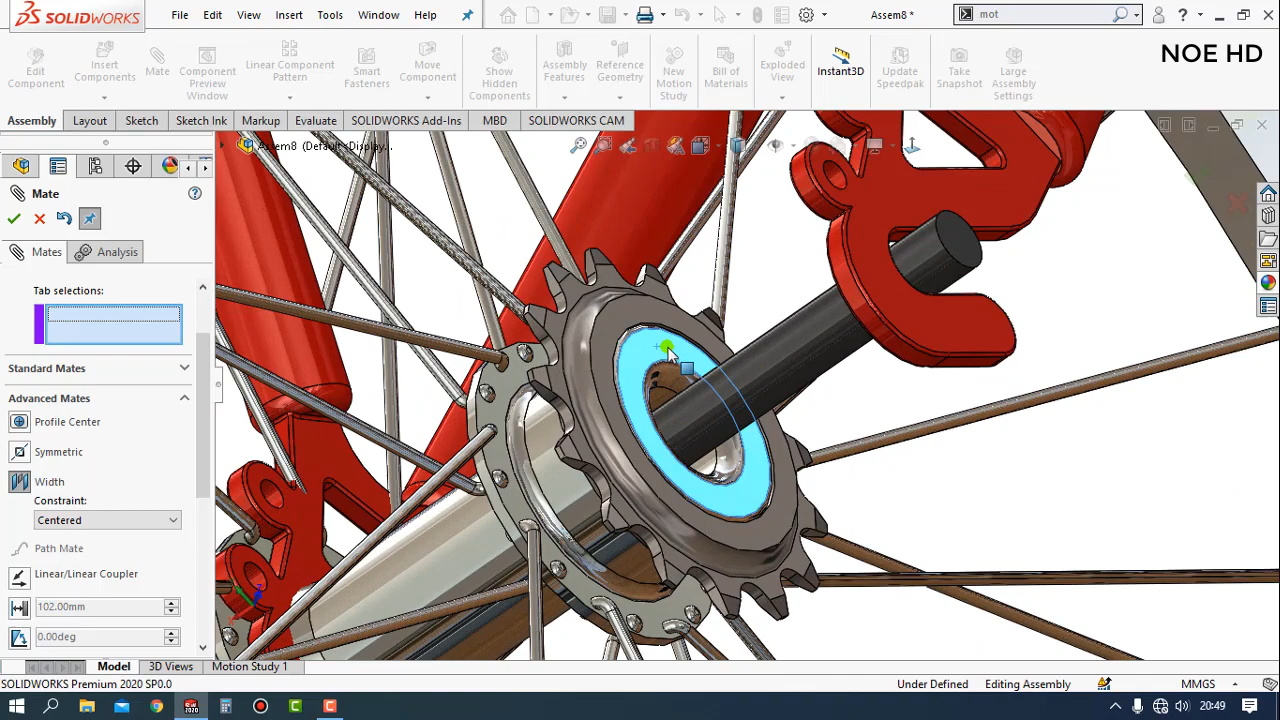 SOLIDWORKS File Edit View Insert Tools Window Help Assem8 * mot ?
NOE HD
Edit Component
Insert Components
Mate
Component Preview Window
Linear Component Pattern
Smart Fasteners
Move Component
Show Hidden Components
Assembly Features
Reference Geometry
New Motion Study
Bill of Materials
Exploded View
Instant3D
Update Speedpak
Take Snapshot
Large Assembly Settings
Assembly Layout Sketch Sketch Ink Markup Evaluate SOLIDWORKS Add-Ins MBD SOLIDWORKS CAM
Assem8 (Default<Display...
Mate
Mates Analysis
Tab selections:
Standard Mates
Advanced Mates
Profile Center
Symmetric
Width
Constraint:
Centered
Path Mate
Linear/Linear Coupler
102.00mm
0.00deg
Model 3D Views Motion Study 1
SOLIDWORKS Premium 2020 SP0.0 Under Defined Editing Assembly MMGS
20:49